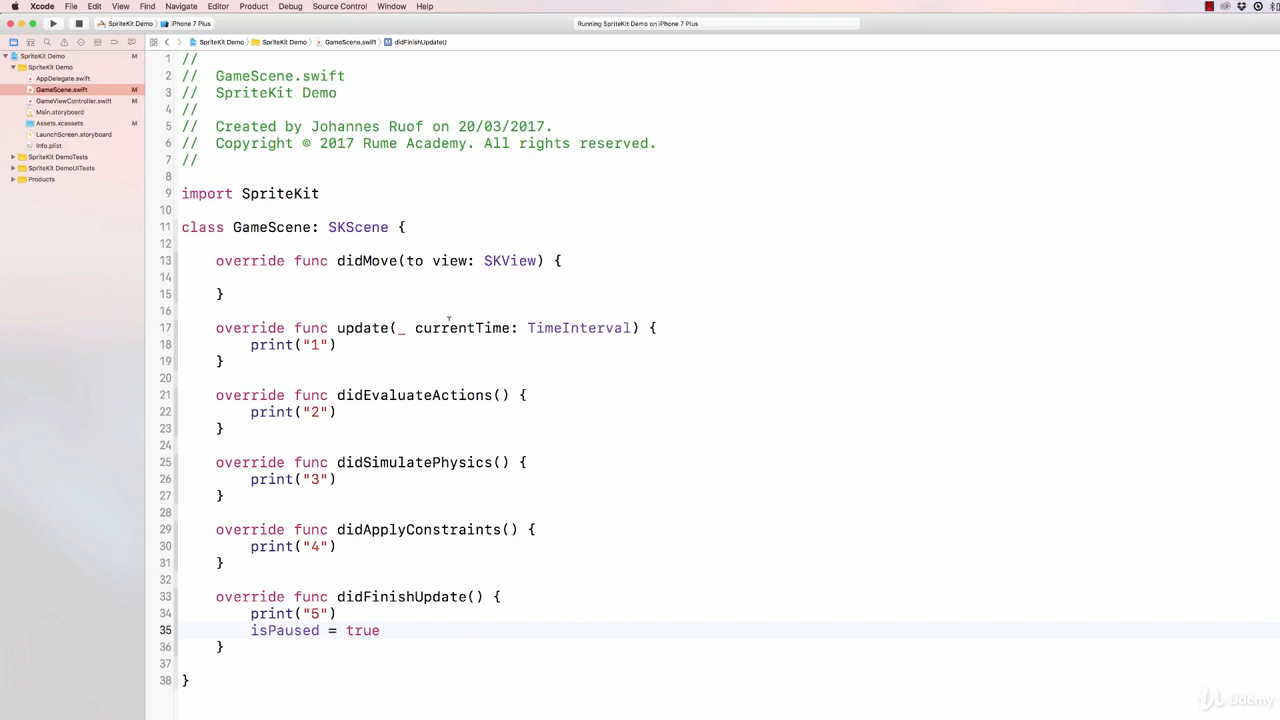 Xcode File Edit View Find Navigate Editor Product Debug Source Control Window Help
SpriteKit Demo iPhone 7 Plus Running SpriteKit Demo on iPhone 7 Plus
SpriteKit Demo SpriteKit Demo GameScene.swift didFinishUpdate()
SpriteKit Demo M
SpriteKit Demo
AppDelegate.swift
GameScene.swift M
GameViewController.swift M
Main.storyboard
Assets.xcassets M
LaunchScreen.storyboard
Info.plist
SpriteKit DemoTests
SpriteKit DemoUITests
Products
1 //
2 // GameScene.swift
3 // SpriteKit Demo
4 //
5 // Created by Johannes Ruof on 20/03/2017.
6 // Copyright © 2017 Rume Academy. All rights reserved.
7 //
8
9 import SpriteKit
10
11 class GameScene: SKScene {
12
13 override func didMove(to view: SKView) {
14
15 }
16
17 override func update(_ currentTime: TimeInterval) {
18 print("1")
19 }
20
21 override func didEvaluateActions() {
22 print("2")
23 }
24
25 override func didSimulatePhysics() {
26 print("3")
27 }
28
29 override func didApplyConstraints() {
30 print("4")
31 }
32
33 override func didFinishUpdate() {
34 print("5")
35 isPaused = true
36 }
37
38 }
Udemy